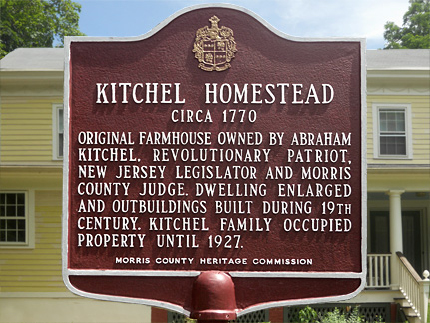 KITCHEL HOMESTEAD
CIRCA 1770
ORIGINAL FARMHOUSE OWNED BY ABRAHAM
KITCHEL, REVOLUTIONARY PATRIOT,
NEW JERSEY LEGISLATOR AND MORRIS
COUNTY JUDGE. DWELLING ENLARGED
AND OUTBUILDINGS BUILT DURING 19TH
CENTURY. KITCHEL FAMILY OCCUPIED
PROPERTY UNTIL 1927.
MORRIS COUNTY HERITAGE COMMISSION